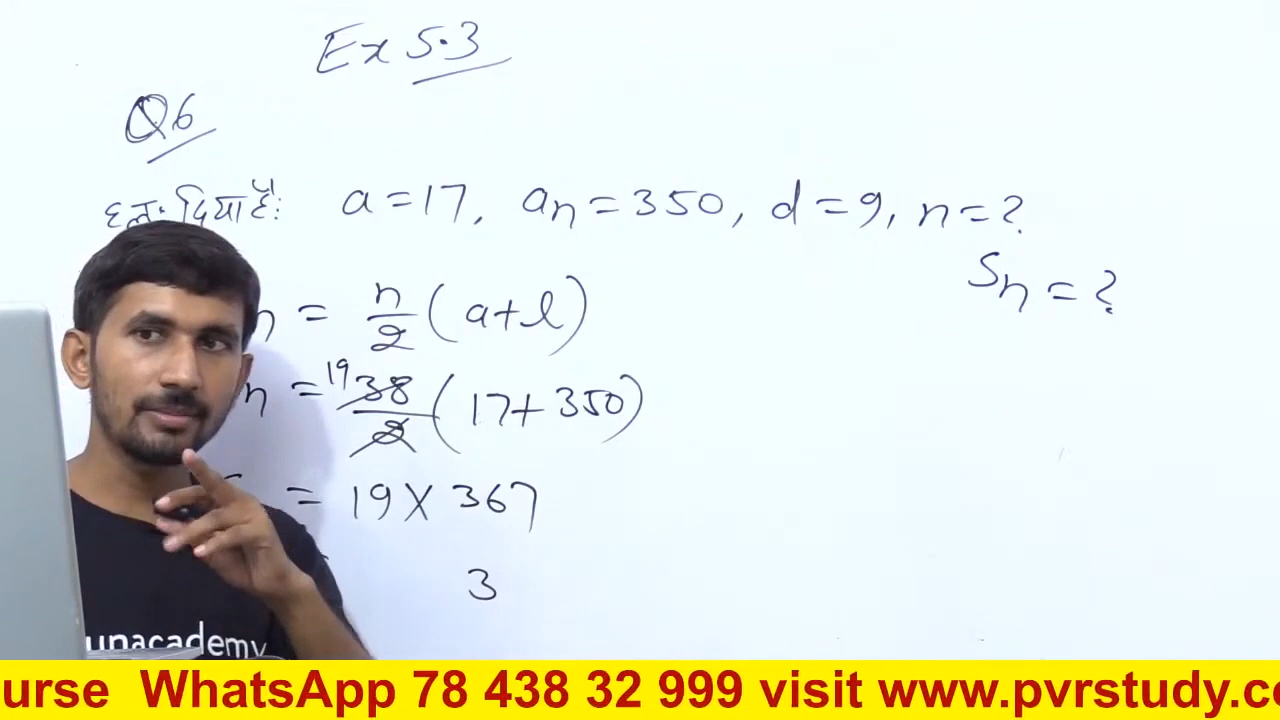 Ex 5.3
Q6
हल: दिया है: a = 17, an = 350, d = 9, n = ?
Sn = ?
n = n/2 (a + l)
n = 19 38/2 (17 + 350)
= 19 × 367
3
unacademy
urse WhatsApp 78 438 32 999 visit www.pvrstudy.co